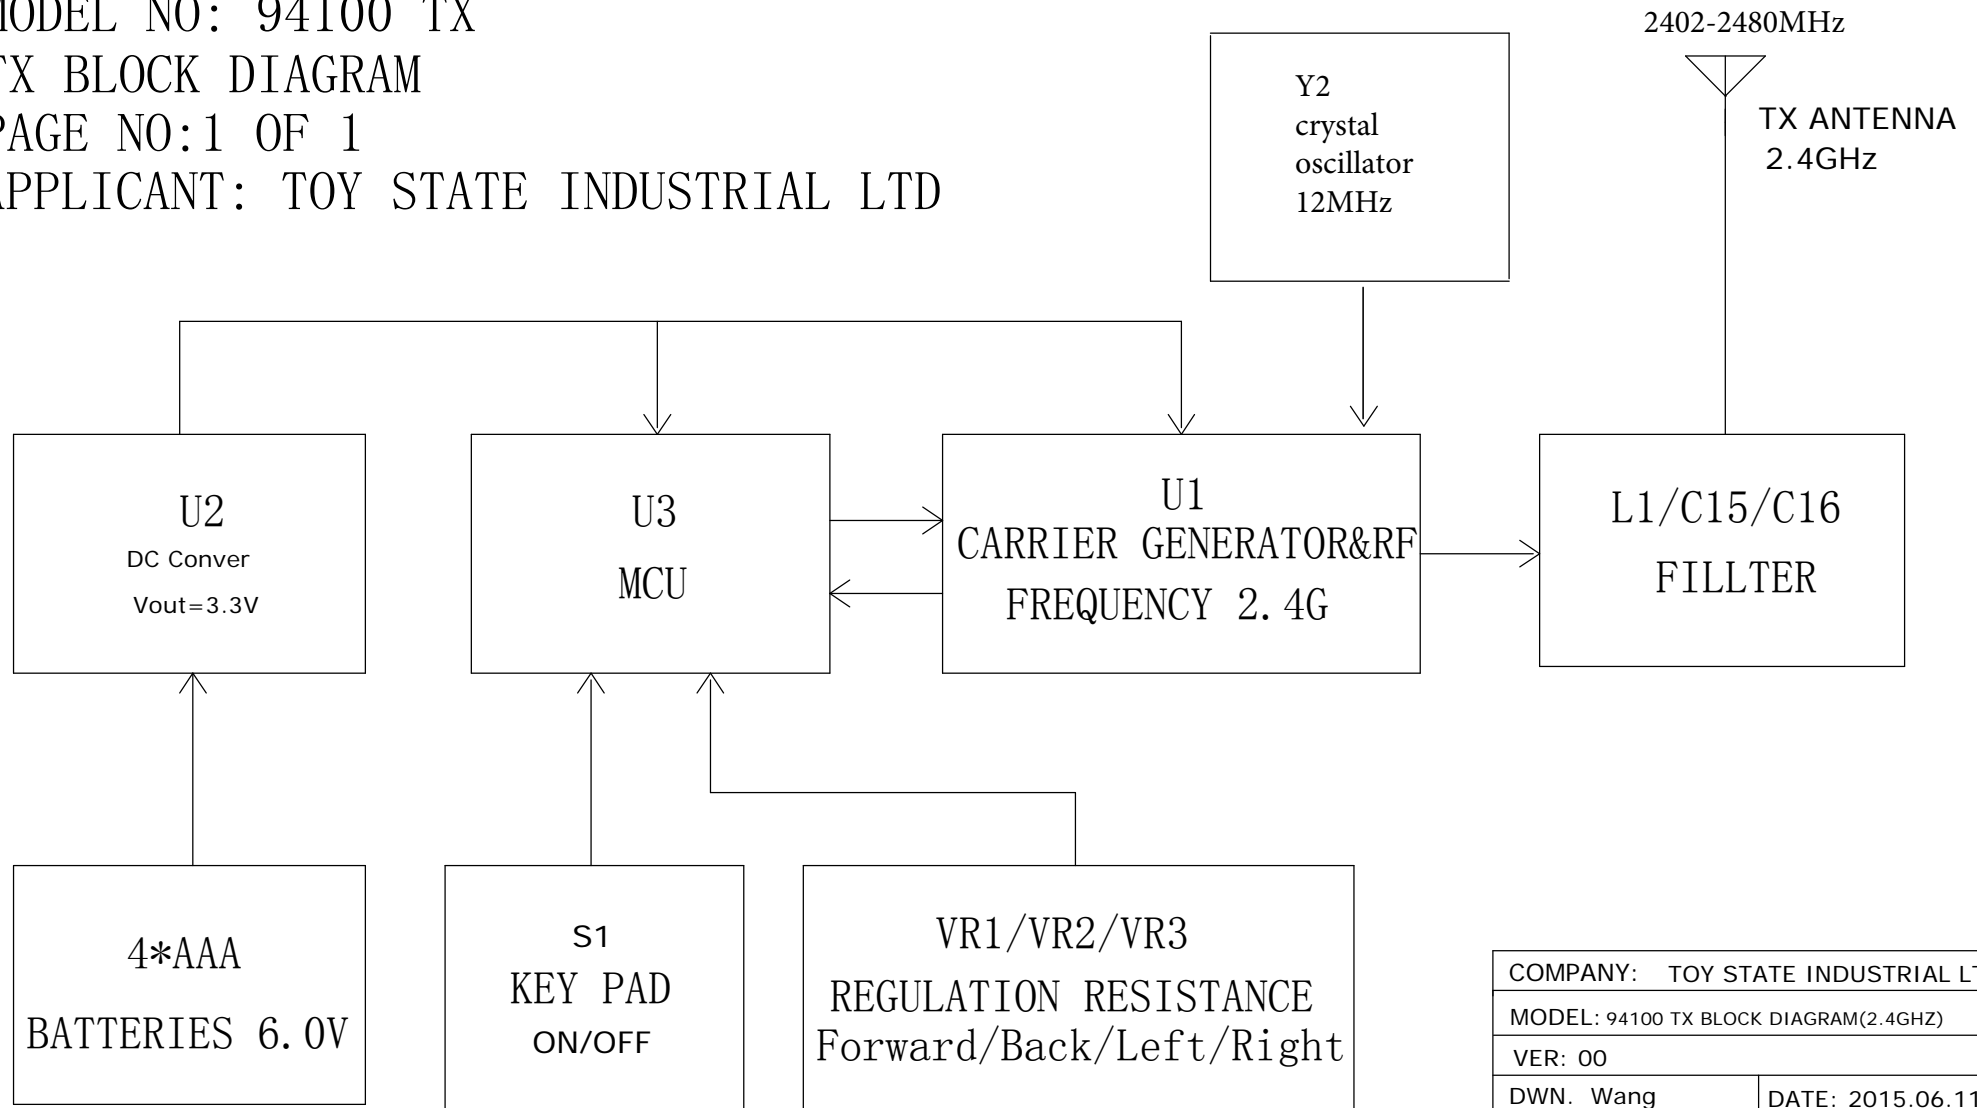 MODEL NO: 94100 TX
TX BLOCK DIAGRAM
PAGE NO:1 OF 1
APPLICANT: TOY STATE INDUSTRIAL LTD
2402-2480MHz
TX ANTENNA
2.4GHz
Y2
crystal
oscillator
12MHz
U2
DC Conver
Vout=3.3V
U3
MCU
U1
CARRIER GENERATOR&RF
FREQUENCY 2.4G
L1/C15/C16
FILLTER
4*AAA
BATTERIES 6.0V
S1
KEY PAD
ON/OFF
VR1/VR2/VR3
REGULATION RESISTANCE
Forward/Back/Left/Right
COMPANY: TOY STATE INDUSTRIAL LT
MODEL: 94100 TX BLOCK DIAGRAM(2.4GHZ)
VER: 00
DWN. Wang
DATE: 2015.06.11